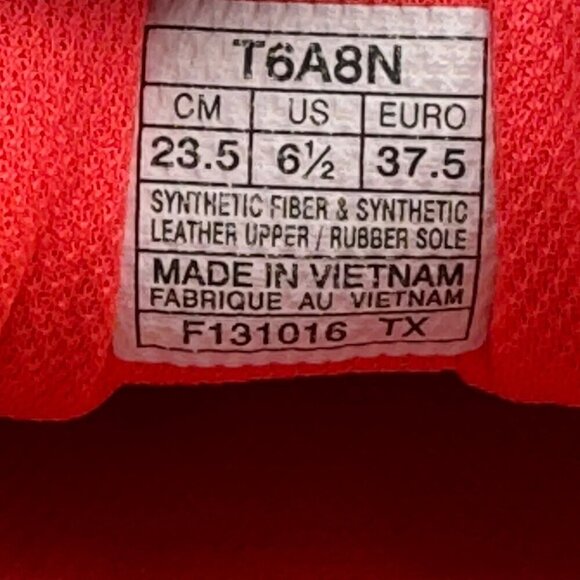 T6A8N
CM US EURO
23.5 6½ 37.5
SYNTHETIC FIBER & SYNTHETIC
LEATHER UPPER / RUBBER SOLE
MADE IN VIETNAM
FABRIQUE AU VIETNAM
F131016 TX